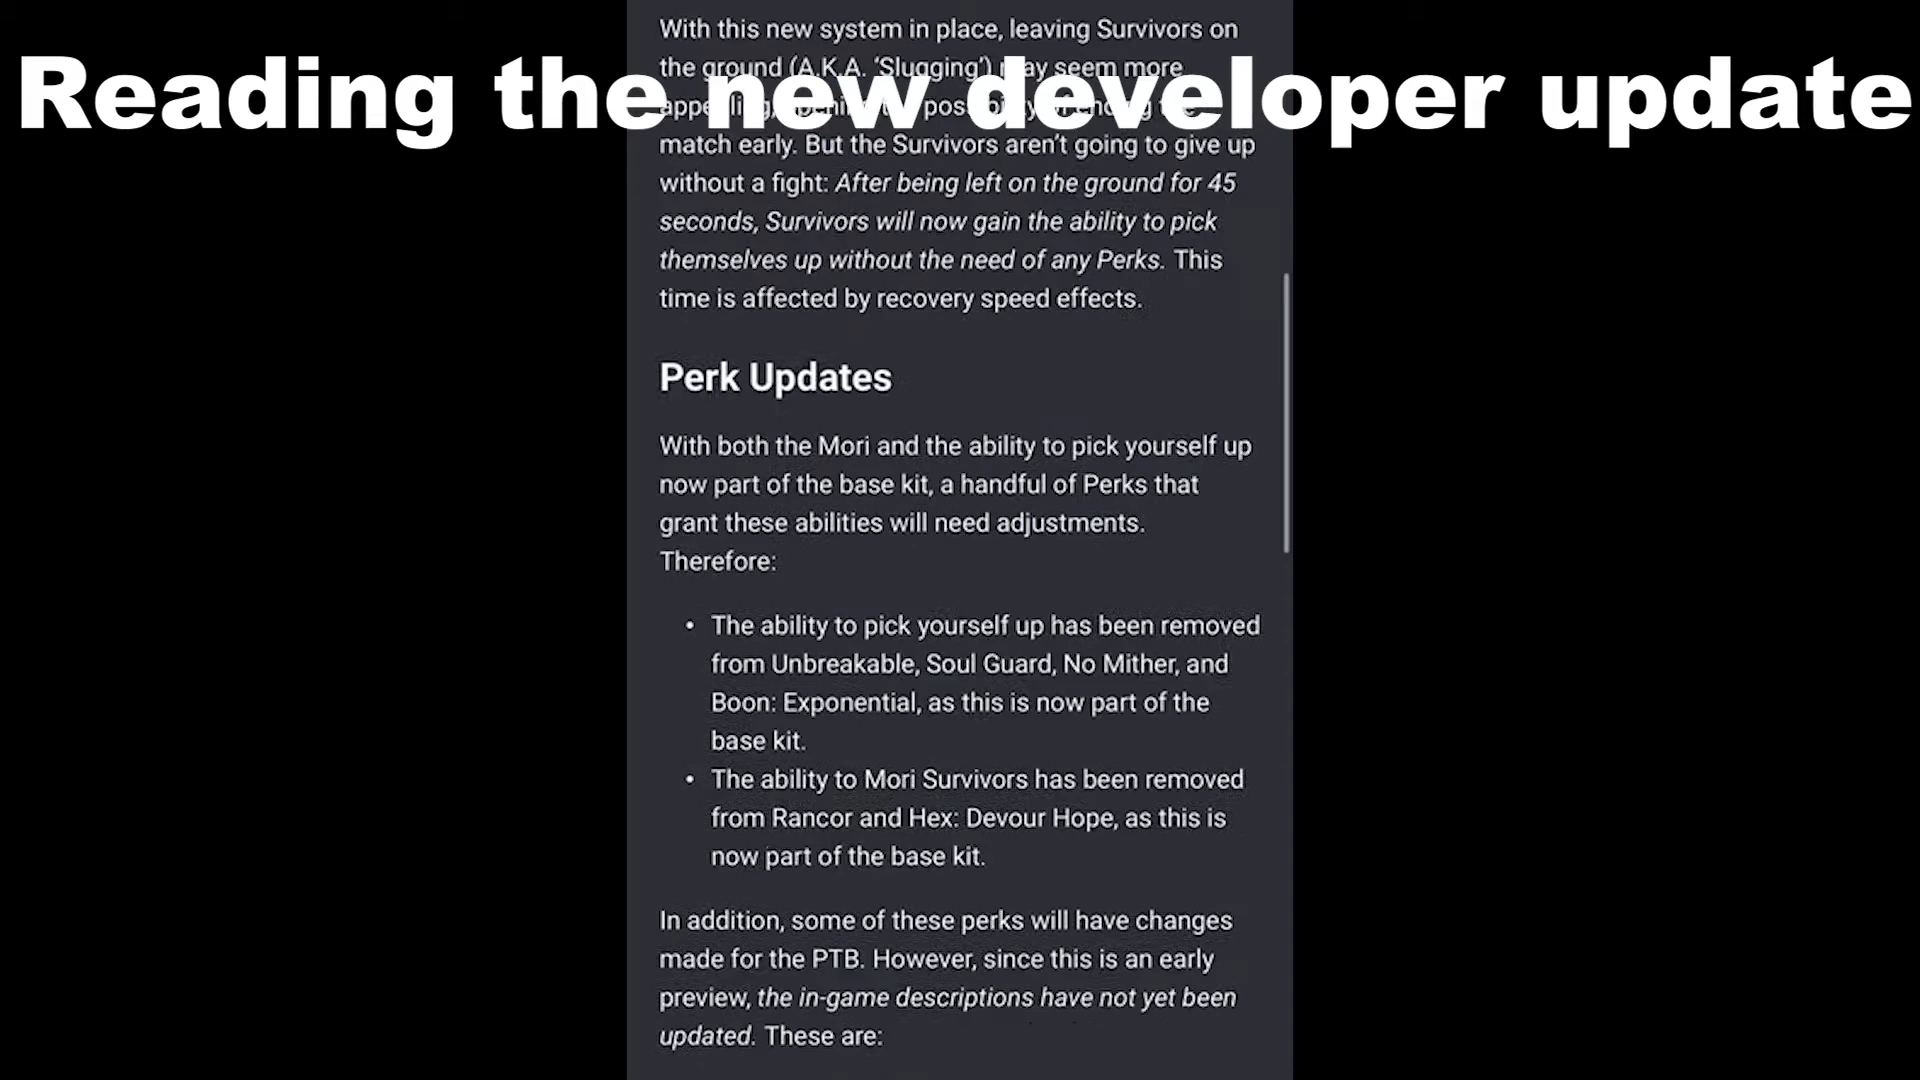 With this new system in place, leaving Survivors on
the ground (A.K.A. ‘Slugging’) may seem more
Reading the new developer update
match early. But the Survivors aren’t going to give up
without a fight: After being left on the ground for 45
seconds, Survivors will now gain the ability to pick
themselves up without the need of any Perks. This
time is affected by recovery speed effects.
Perk Updates
With both the Mori and the ability to pick yourself up
now part of the base kit, a handful of Perks that
grant these abilities will need adjustments.
Therefore:
• The ability to pick yourself up has been removed
from Unbreakable, Soul Guard, No Mither, and
Boon: Exponential, as this is now part of the
base kit.
• The ability to Mori Survivors has been removed
from Rancor and Hex: Devour Hope, as this is
now part of the base kit.
In addition, some of these perks will have changes
made for the PTB. However, since this is an early
preview, the in-game descriptions have not yet been
updated. These are: